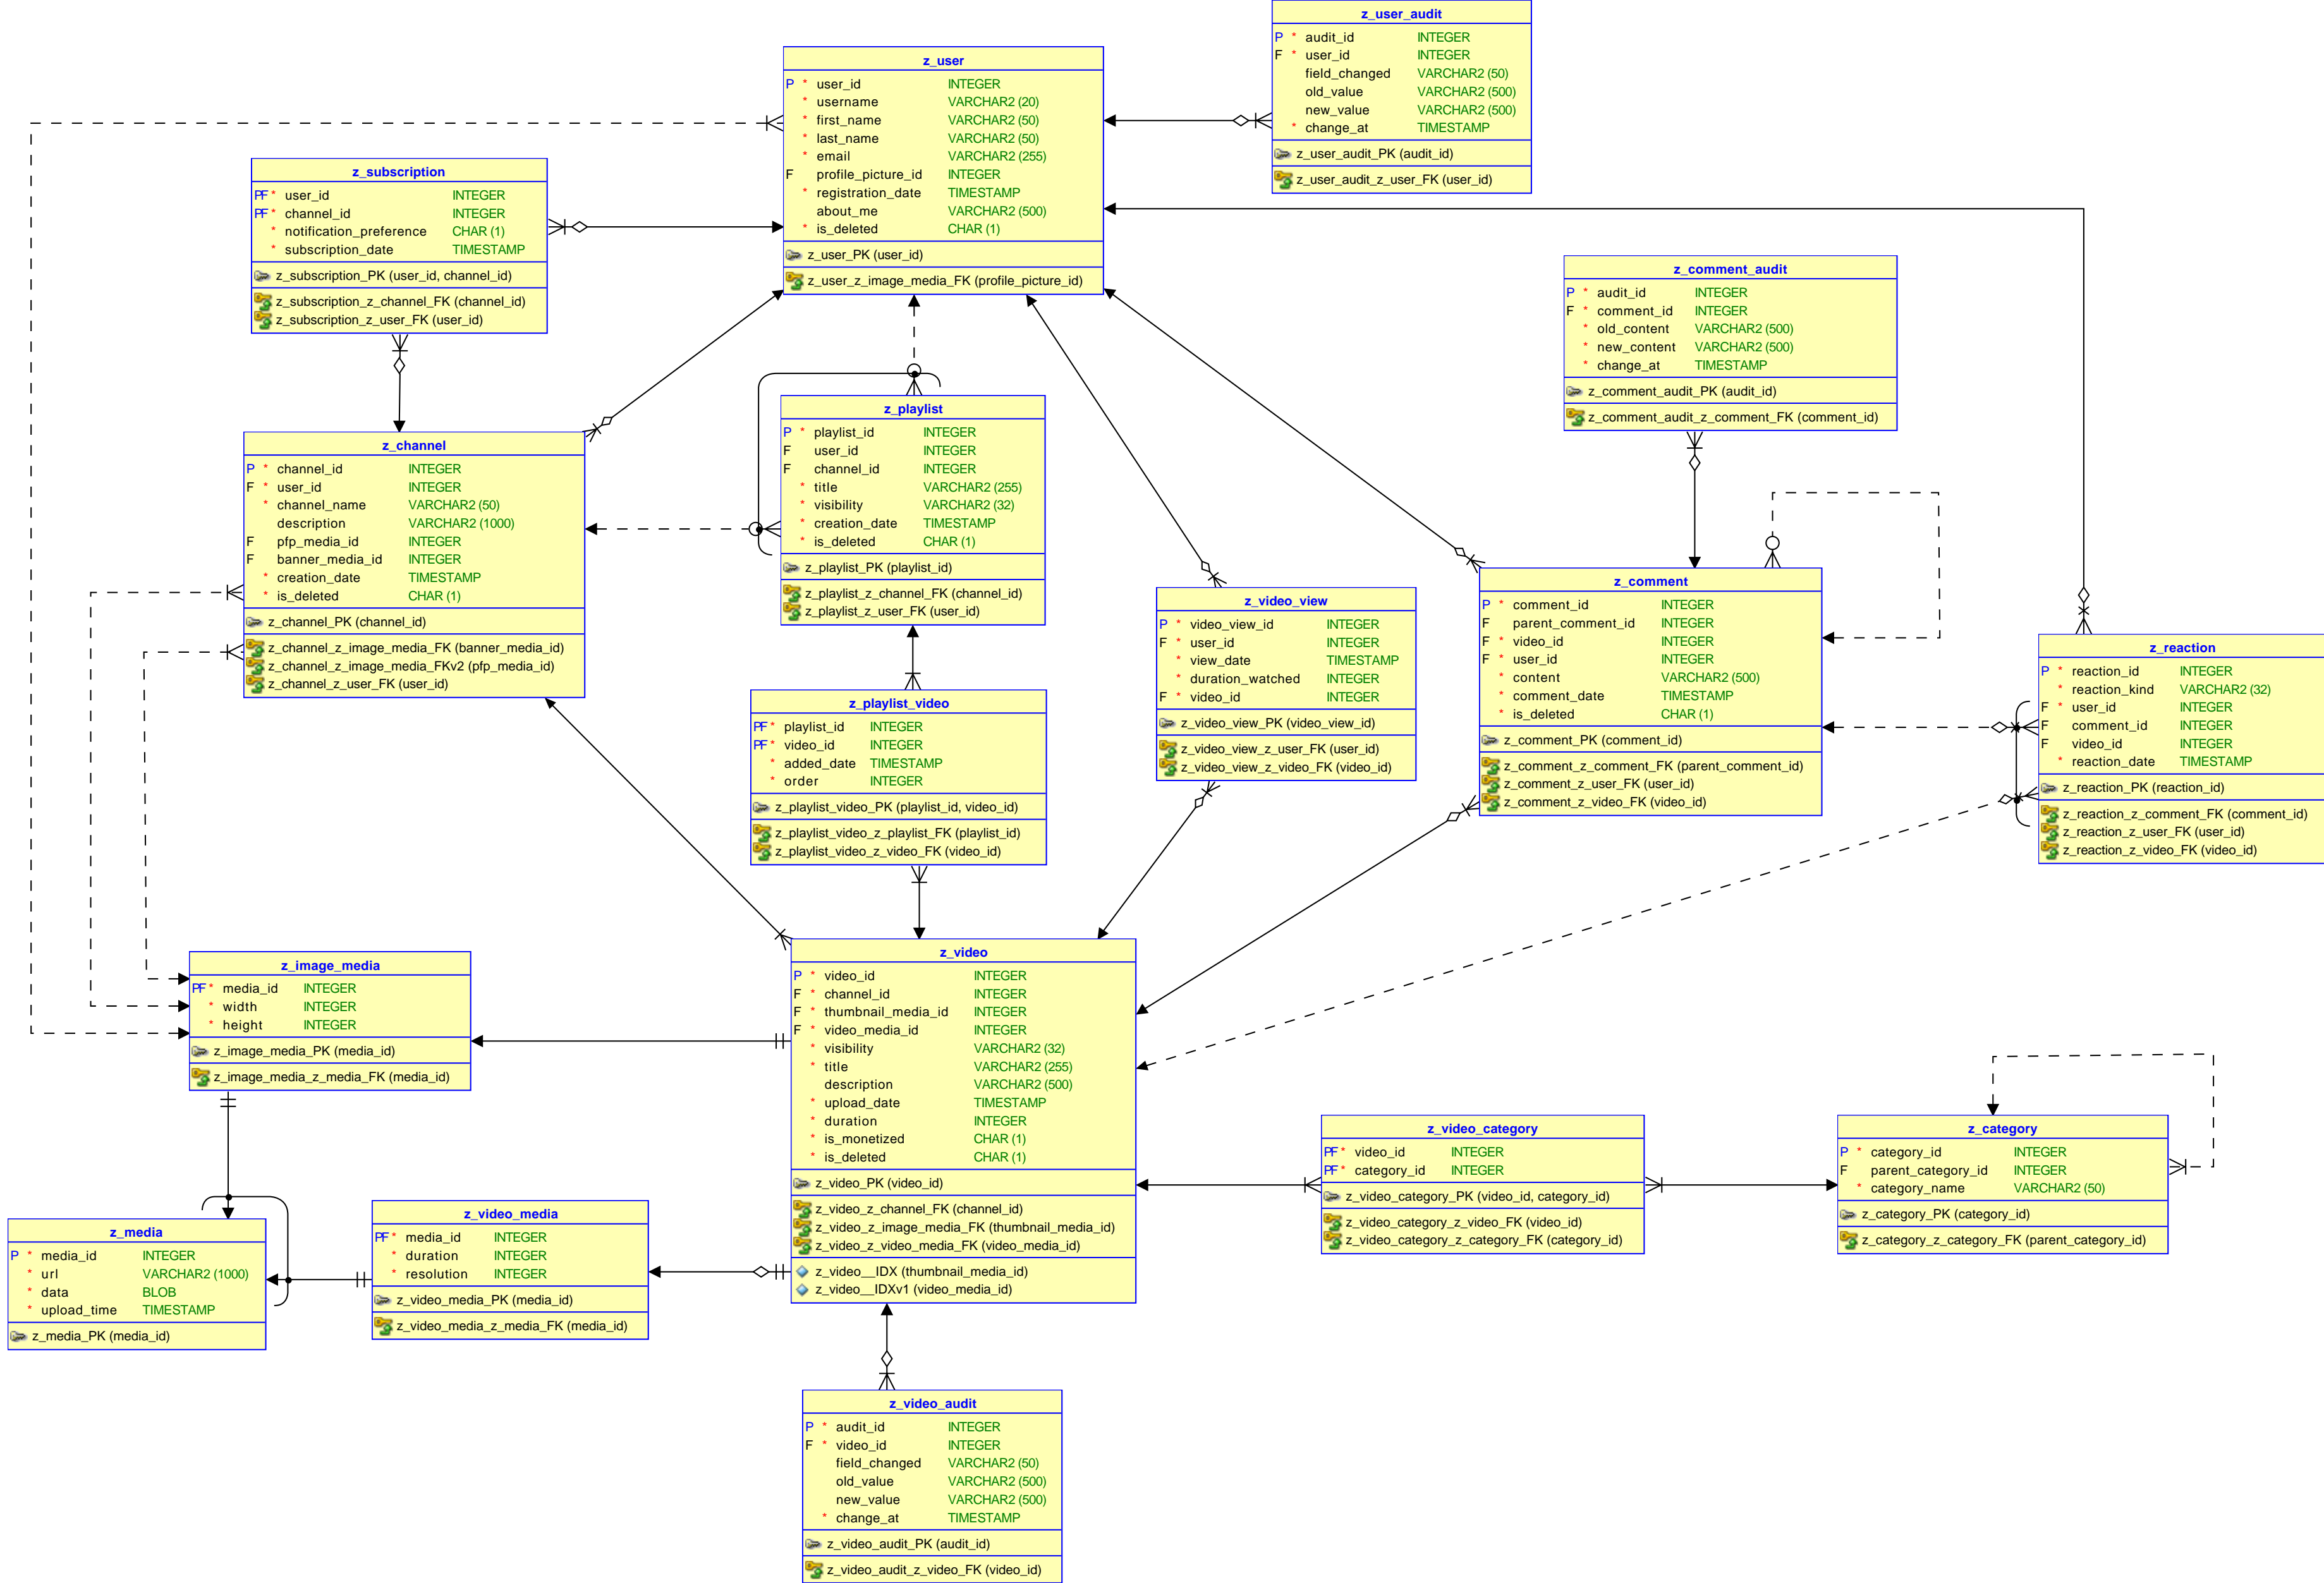 z_user_audit
P * audit_id INTEGER
F * user_id INTEGER
field_changed VARCHAR2 (50)
old_value VARCHAR2 (500)
new_value VARCHAR2 (500)
* change_at TIMESTAMP
z_user_audit_PK (audit_id)
z_user_audit_z_user_FK (user_id)
z_user
P * user_id INTEGER
* username VARCHAR2 (20)
* first_name VARCHAR2 (50)
* last_name VARCHAR2 (50)
* email VARCHAR2 (255)
F profile_picture_id INTEGER
* registration_date TIMESTAMP
about_me VARCHAR2 (500)
* is_deleted CHAR (1)
z_user_PK (user_id)
z_user_z_image_media_FK (profile_picture_id)
z_subscription
PF * user_id INTEGER
PF * channel_id INTEGER
* notification_preference CHAR (1)
* subscription_date TIMESTAMP
z_subscription_PK (user_id, channel_id)
z_subscription_z_channel_FK (channel_id)
z_subscription_z_user_FK (user_id)
z_comment_audit
P * audit_id INTEGER
F * comment_id INTEGER
* old_content VARCHAR2 (500)
* new_content VARCHAR2 (500)
* change_at TIMESTAMP
z_comment_audit_PK (audit_id)
z_comment_audit_z_comment_FK (comment_id)
z_playlist
P * playlist_id INTEGER
F user_id INTEGER
F channel_id INTEGER
* title VARCHAR2 (255)
* visibility VARCHAR2 (32)
* creation_date TIMESTAMP
* is_deleted CHAR (1)
z_playlist_PK (playlist_id)
z_playlist_z_channel_FK (channel_id)
z_playlist_z_user_FK (user_id)
z_channel
P * channel_id INTEGER
F * user_id INTEGER
* channel_name VARCHAR2 (50)
description VARCHAR2 (1000)
F pfp_media_id INTEGER
F banner_media_id INTEGER
* creation_date TIMESTAMP
* is_deleted CHAR (1)
z_channel_PK (channel_id)
z_channel_z_image_media_FK (banner_media_id)
z_channel_z_image_media_FKv2 (pfp_media_id)
z_channel_z_user_FK (user_id)
z_video_view
P * video_view_id INTEGER
F * user_id INTEGER
* view_date TIMESTAMP
* duration_watched INTEGER
F * video_id INTEGER
z_video_view_PK (video_view_id)
z_video_view_z_user_FK (user_id)
z_video_view_z_video_FK (video_id)
z_comment
P * comment_id INTEGER
F parent_comment_id INTEGER
F * video_id INTEGER
F * user_id INTEGER
* content VARCHAR2 (500)
* comment_date TIMESTAMP
* is_deleted CHAR (1)
z_comment_PK (comment_id)
z_comment_z_comment_FK (parent_comment_id)
z_comment_z_user_FK (user_id)
z_comment_z_video_FK (video_id)
z_reaction
P * reaction_id INTEGER
* reaction_kind VARCHAR2 (32)
F * user_id INTEGER
F comment_id INTEGER
F video_id INTEGER
* reaction_date TIMESTAMP
z_reaction_PK (reaction_id)
z_reaction_z_comment_FK (comment_id)
z_reaction_z_user_FK (user_id)
z_reaction_z_video_FK (video_id)
z_playlist_video
PF * playlist_id INTEGER
PF * video_id INTEGER
* added_date TIMESTAMP
* order INTEGER
z_playlist_video_PK (playlist_id, video_id)
z_playlist_video_z_playlist_FK (playlist_id)
z_playlist_video_z_video_FK (video_id)
z_image_media
PF * media_id INTEGER
* width INTEGER
* height INTEGER
z_image_media_PK (media_id)
z_image_media_z_media_FK (media_id)
z_video
P * video_id INTEGER
F * channel_id INTEGER
F * thumbnail_media_id INTEGER
F * video_media_id INTEGER
* visibility VARCHAR2 (32)
* title VARCHAR2 (255)
description VARCHAR2 (500)
* upload_date TIMESTAMP
* duration INTEGER
* is_monetized CHAR (1)
* is_deleted CHAR (1)
z_video_PK (video_id)
z_video_z_channel_FK (channel_id)
z_video_z_image_media_FK (thumbnail_media_id)
z_video_z_video_media_FK (video_media_id)
z_video__IDX (thumbnail_media_id)
z_video__IDXv1 (video_media_id)
z_video_category
PF * video_id INTEGER
PF * category_id INTEGER
z_video_category_PK (video_id, category_id)
z_video_category_z_video_FK (video_id)
z_video_category_z_category_FK (category_id)
z_category
P * category_id INTEGER
F parent_category_id INTEGER
* category_name VARCHAR2 (50)
z_category_PK (category_id)
z_category_z_category_FK (parent_category_id)
z_media
P * media_id INTEGER
* url VARCHAR2 (1000)
* data BLOB
* upload_time TIMESTAMP
z_media_PK (media_id)
z_video_media
PF * media_id INTEGER
* duration INTEGER
* resolution INTEGER
z_video_media_PK (media_id)
z_video_media_z_media_FK (media_id)
z_video_audit
P * audit_id INTEGER
F * video_id INTEGER
field_changed VARCHAR2 (50)
old_value VARCHAR2 (500)
new_value VARCHAR2 (500)
* change_at TIMESTAMP
z_video_audit_PK (audit_id)
z_video_audit_z_video_FK (video_id)